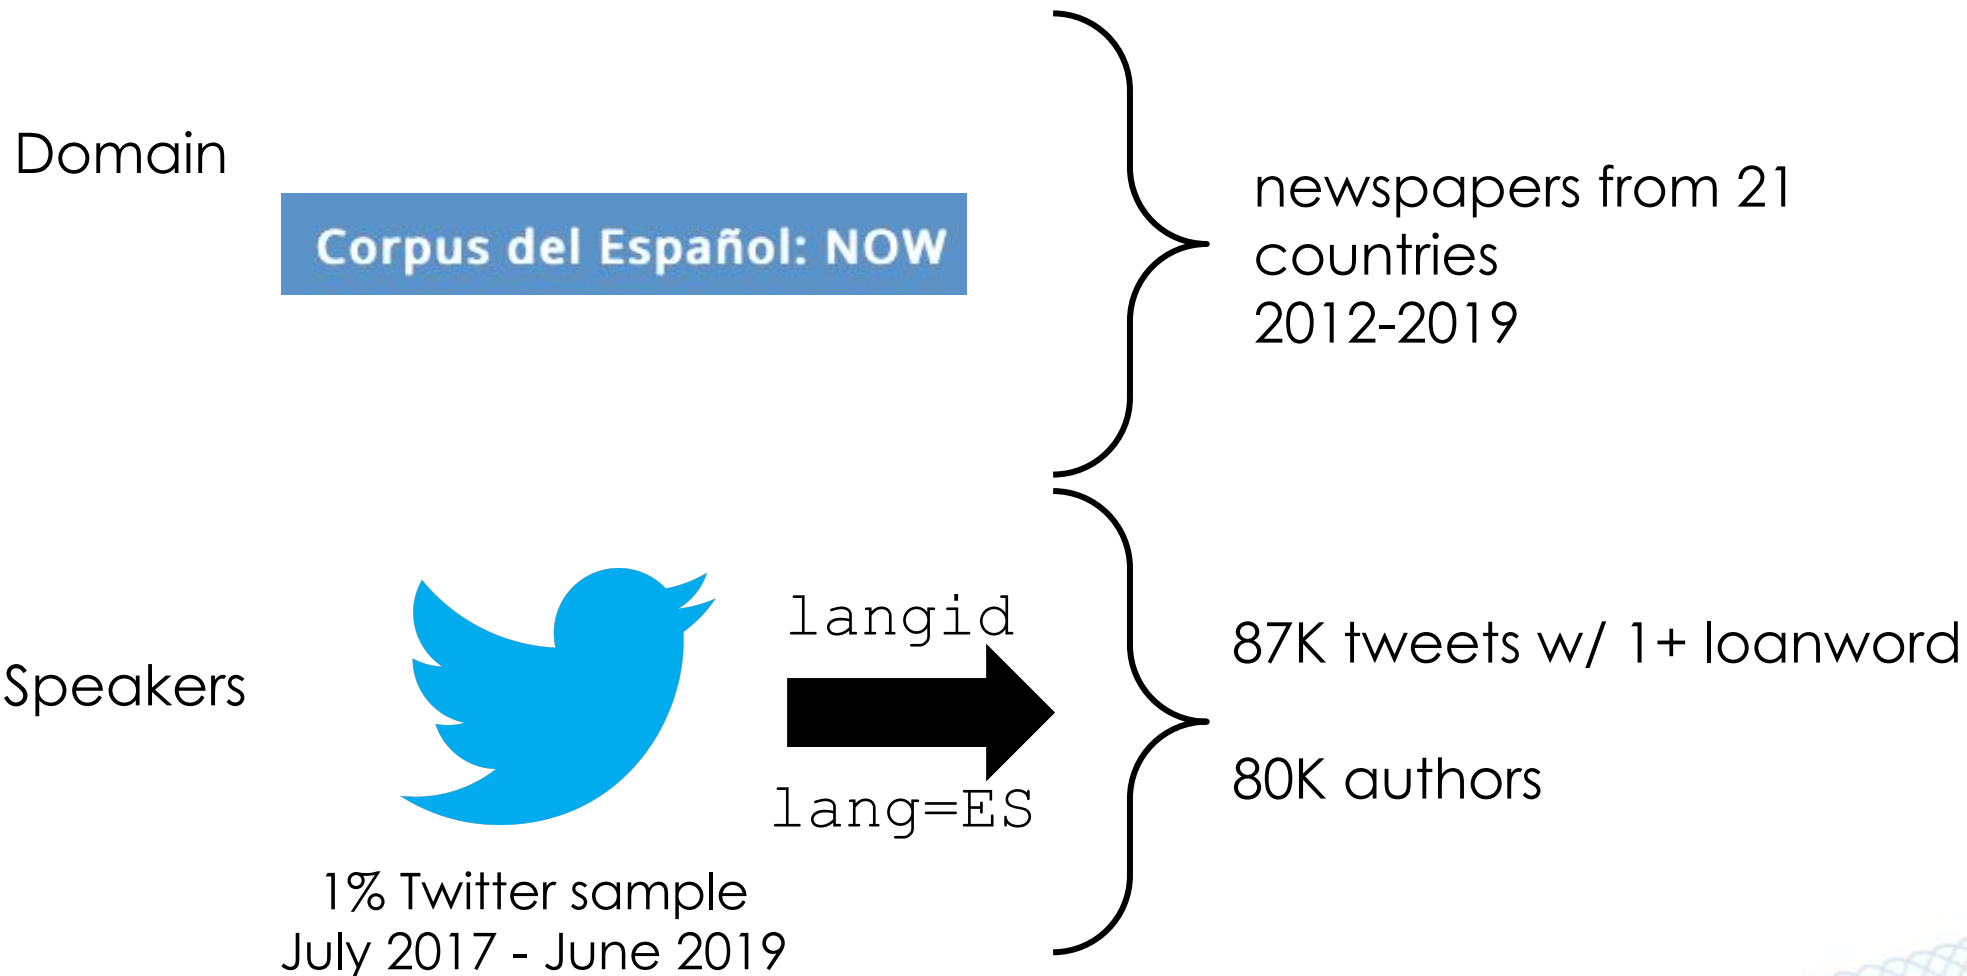 Domain
Corpus del Español: NOW
newspapers from 21
countries
2012-2019
Speakers
langid
lang=ES
1% Twitter sample
July 2017 - June 2019
87K tweets w/ 1+ loanword
80K authors